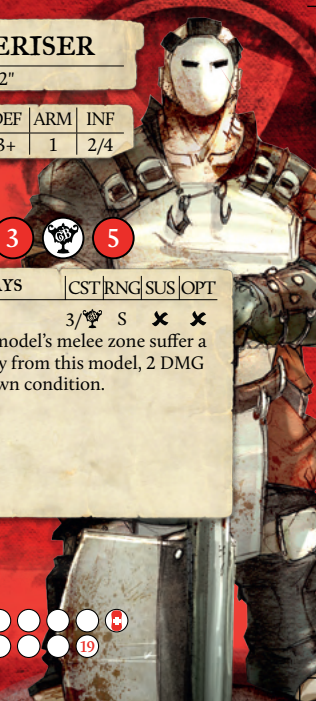 ERISER
2"
DEF ARM INF
3+ 1 2/4
3 GB 5
AYS CST RNG SUS OPT
3/ S ✘ ✘
model's melee zone suffer a
y from this model, 2 DMG
wn condition.
19